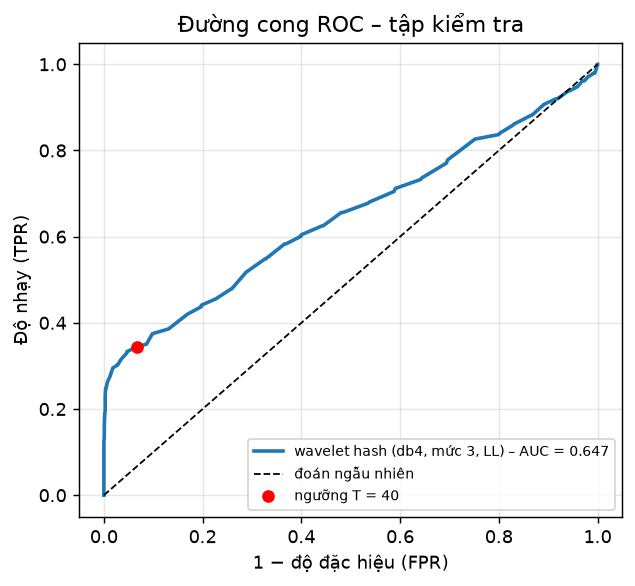 Đường cong ROC – tập kiểm tra
Độ nhạy (TPR)
1.0
0.8
0.6
0.4
0.2
0.0
wavelet hash (db4, mức 3, LL) – AUC = 0.647
đoán ngẫu nhiên
ngưỡng T = 40
0.0 0.2 0.4 0.6 0.8 1.0
1 − độ đặc hiệu (FPR)